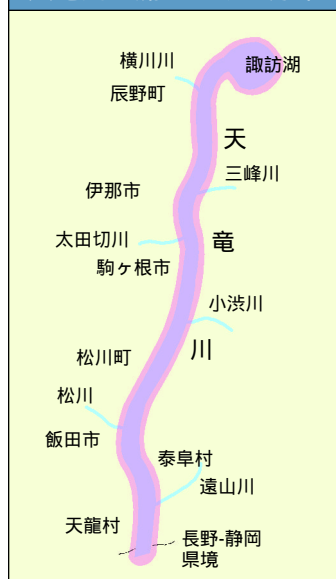 横川川
諏訪湖
辰野町
天
三峰川
伊那市
太田切川
竜
駒ヶ根市
小渋川
川
松川町
松川
飯田市
泰阜村
遠山川
天龍村
長野-静岡
県境